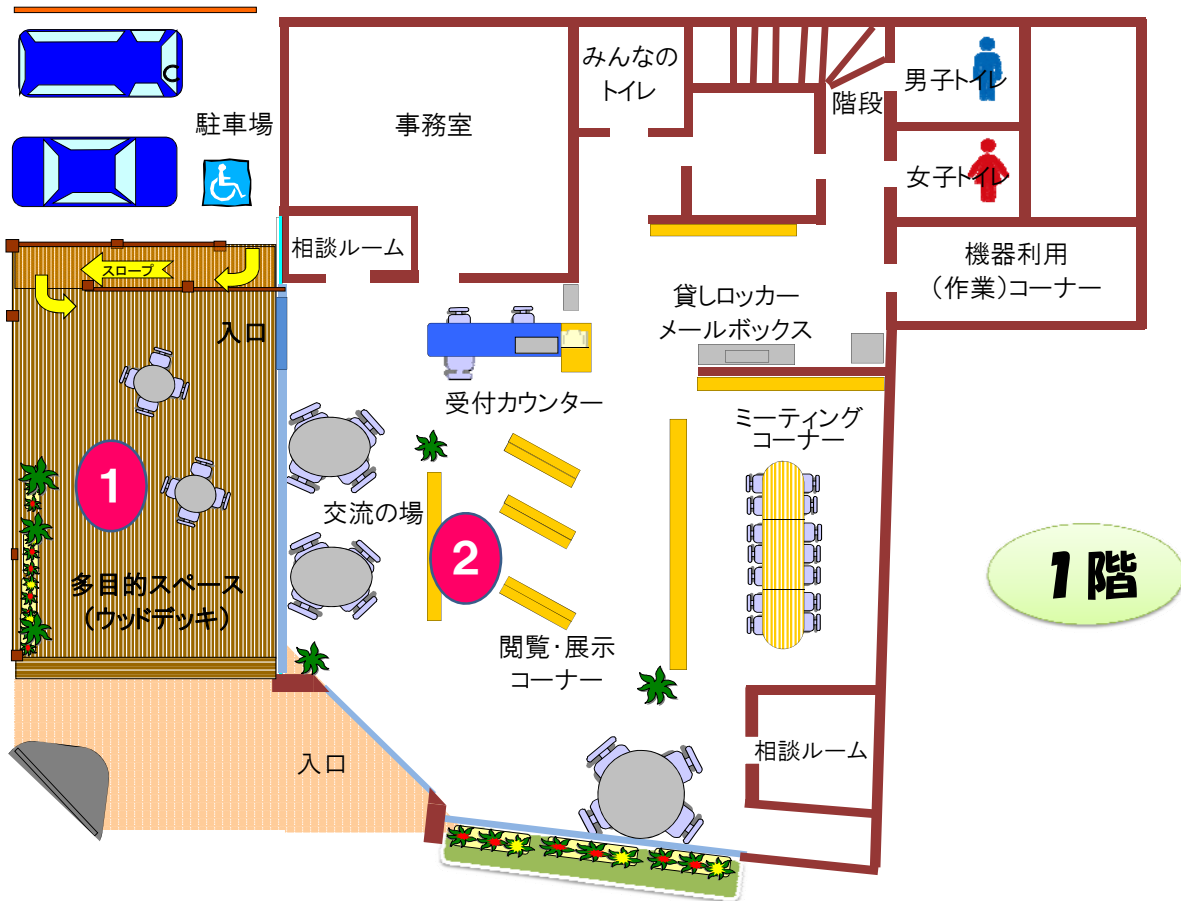 みんなの
トイレ
階段
男子トイレ
駐車場
事務室
女子トイレ
相談ルーム
スロープ
機器利用
（作業）コーナー
貸しロッカー
メールボックス
入口
受付カウンター
ミーティング
コーナー
1
交流の場
2
1階
多目的スペース
（ウッドデッキ）
閲覧・展示
コーナー
入口
相談ルーム